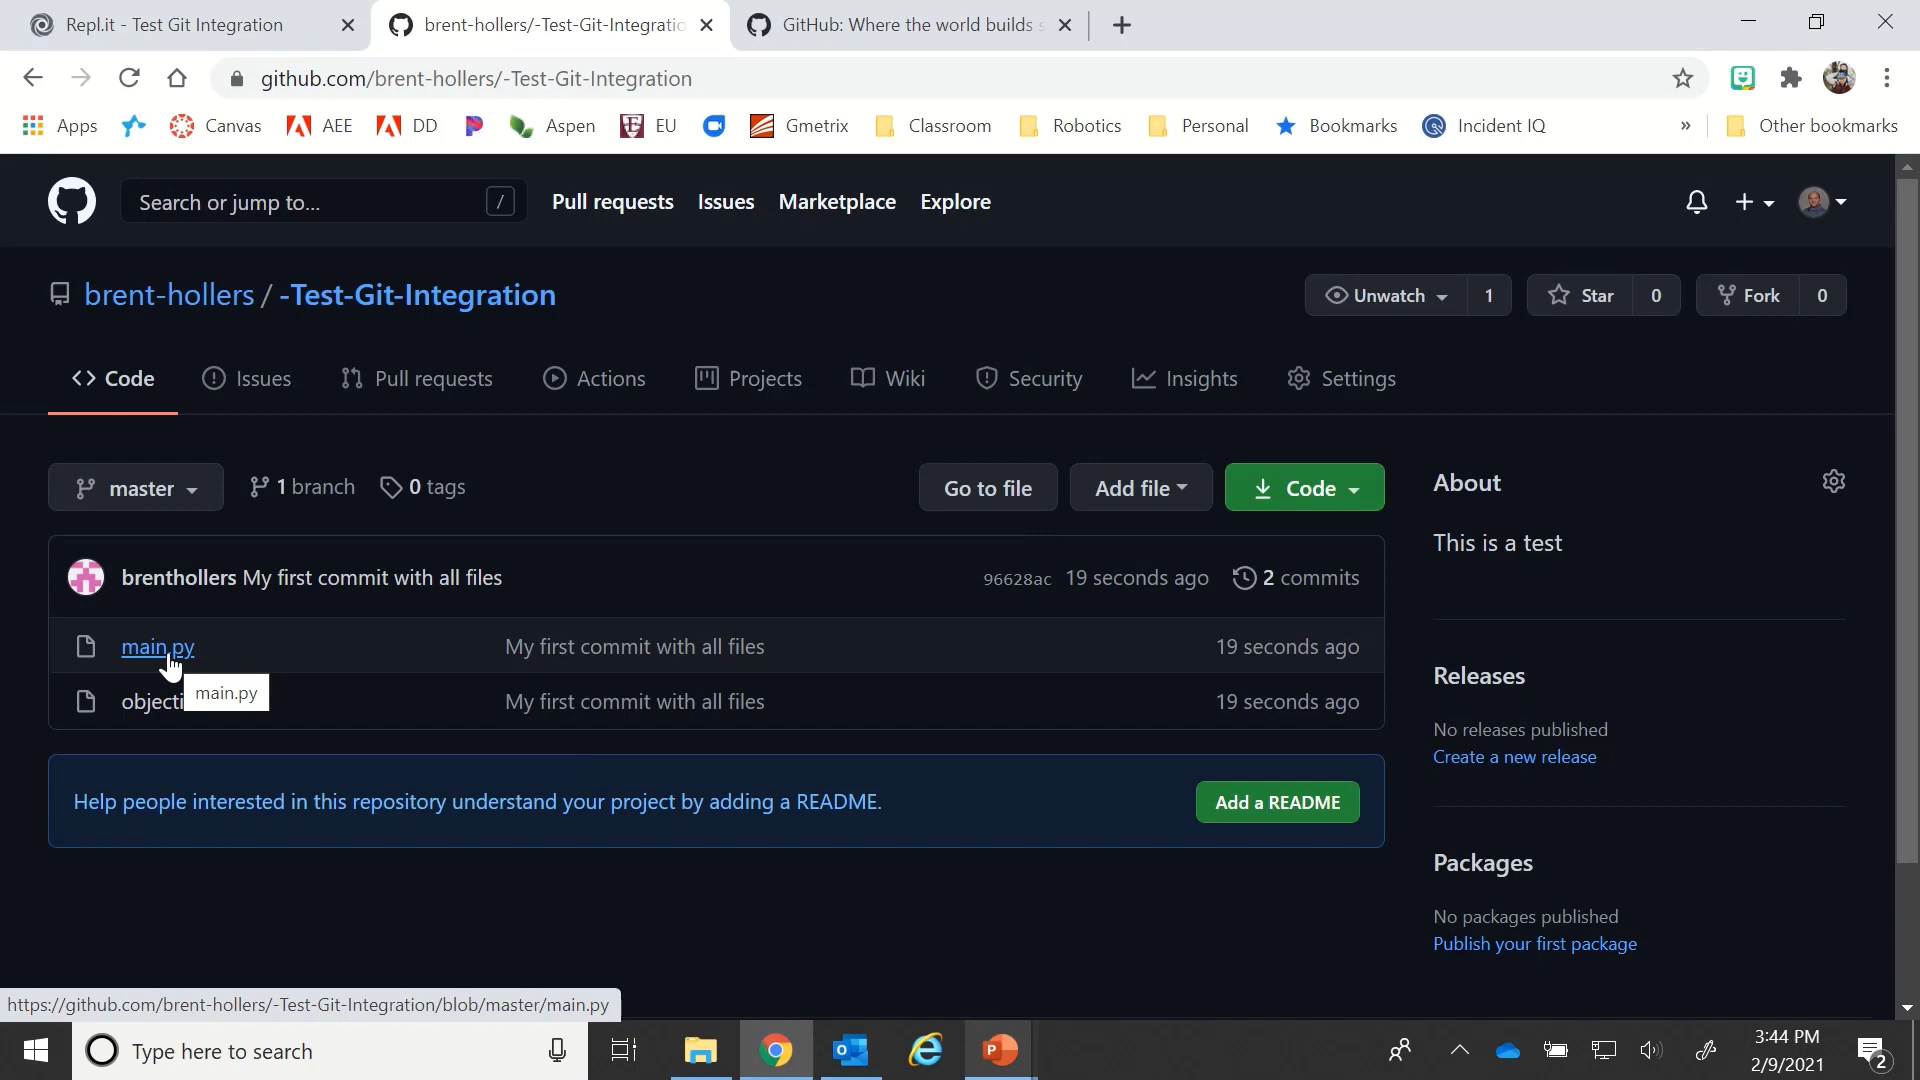 Repl.it - Test Git Integration
brent-hollers/-Test-Git-Integratio
GitHub: Where the world builds s
github.com/brent-hollers/-Test-Git-Integration
Apps Canvas AEE DD Aspen EU Gmetrix Classroom Robotics Personal Bookmarks Incident IQ » Other bookmarks
Search or jump to... / Pull requests Issues Marketplace Explore
brent-hollers / -Test-Git-Integration Unwatch 1 Star 0 Fork 0
Code Issues Pull requests Actions Projects Wiki Security Insights Settings
master 1 branch 0 tags Go to file Add file Code
brenthollers My first commit with all files 96628ac 19 seconds ago 2 commits
main.py My first commit with all files 19 seconds ago
objecti My first commit with all files 19 seconds ago
main.py
Help people interested in this repository understand your project by adding a README. Add a README
About
This is a test
Releases
No releases published
Create a new release
Packages
No packages published
Publish your first package
https://github.com/brent-hollers/-Test-Git-Integration/blob/master/main.py
Type here to search
3:44 PM
2/9/2021
2